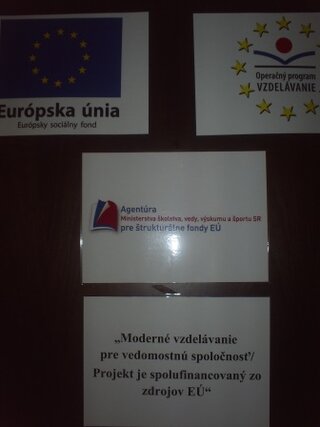 Európska únia
Európsky sociálny fond
Operačný program
VZDELÁVANIE
Agentúra
Ministerstva školstva, vedy, výskumu a športu SR
pre štrukturálne fondy EÚ
„Moderné vzdelávanie
pre vedomostnú spoločnosť/
Projekt je spolufinancovaný zo
zdrojov EÚ“